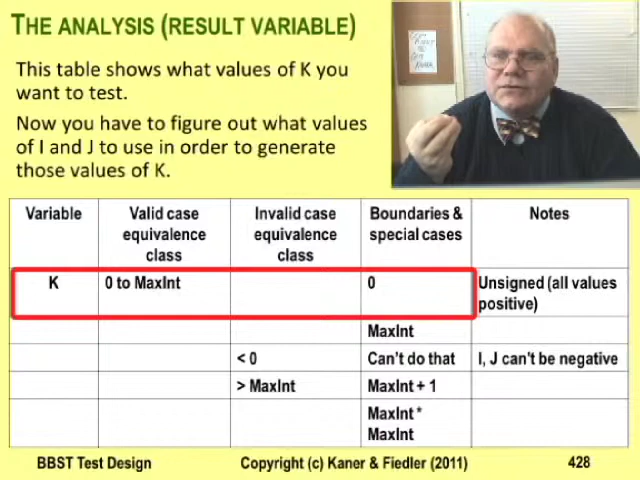 THE ANALYSIS (RESULT VARIABLE)
This table shows what values of K you
want to test.
Now you have to figure out what values
of I and J to use in order to generate
those values of K.
Variable
Valid case
equivalence
class
Invalid case
equivalence
class
Boundaries &
special cases
Notes
K
0 to MaxInt
0
Unsigned (all values
positive)
MaxInt
< 0
Can't do that
I, J can't be negative
> MaxInt
MaxInt + 1
MaxInt *
MaxInt
BBST Test Design
Copyright (c) Kaner & Fiedler (2011)
428